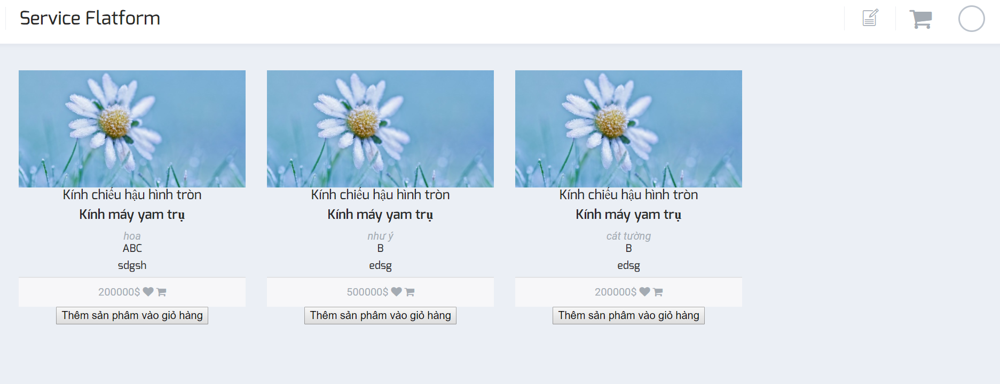 Service Flatform
Kính chiếu hậu hình tròn
Kính máy yam trụ
hoa
ABC
sdgsh
200000$
Thêm sản phâm vào giỏ hàng
Kính chiếu hậu hình tròn
Kính máy yam trụ
như ý
B
edsg
500000$
Thêm sản phâm vào giỏ hàng
Kính chiếu hậu hình tròn
Kính máy yam trụ
cát tường
B
edsg
200000$
Thêm sản phâm vào giỏ hàng